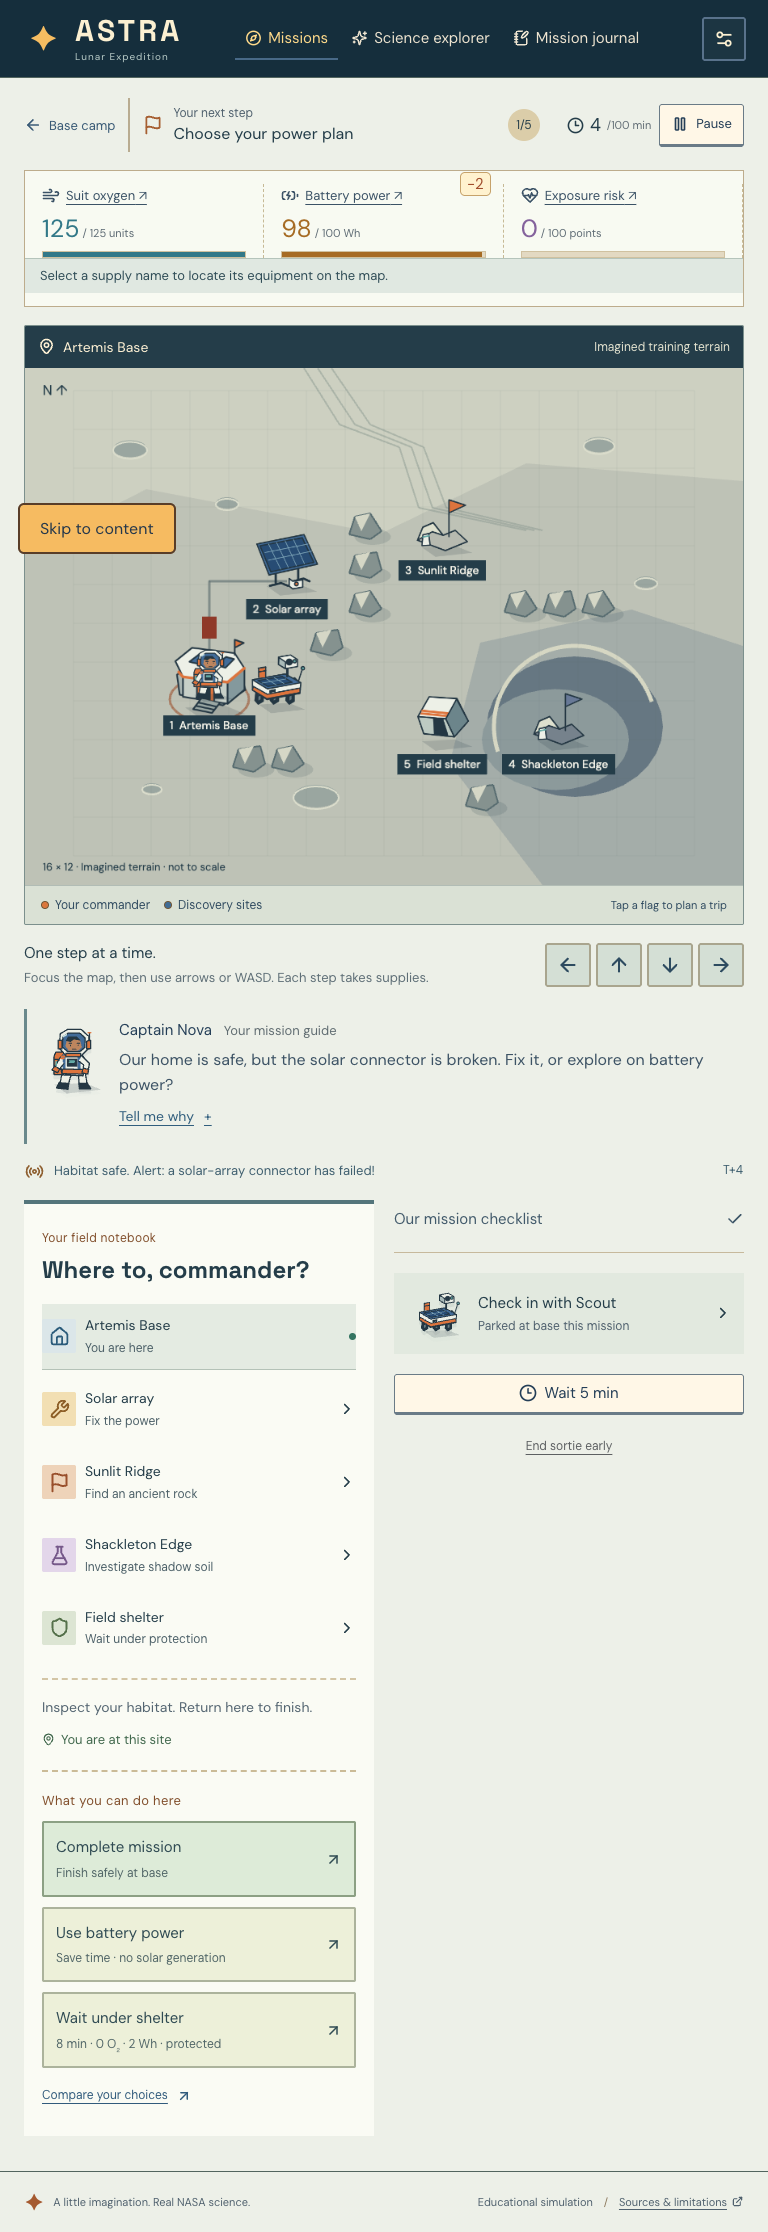 ASTRA
Lunar Expedition
Missions
Science explorer
Mission journal
Base camp
Your next step
Choose your power plan
1/5
4 /100 min
Pause
Suit oxygen
125 / 125 units
Battery power
-2
98 / 100 Wh
Exposure risk
0 / 100 points
Select a supply name to locate its equipment on the map.
Artemis Base
Imagined training terrain
N
Skip to content
3 Sunlit Ridge
2 Solar array
1 Artemis Base
5 Field shelter
4 Shackleton Edge
16 × 12 · Imagined terrain · not to scale
Your commander
Discovery sites
Tap a flag to plan a trip
One step at a time.
Focus the map, then use arrows or WASD. Each step takes supplies.
Captain Nova Your mission guide
Our home is safe, but the solar connector is broken. Fix it, or explore on battery
power?
Tell me why +
Habitat safe. Alert: a solar-array connector has failed!
T+4
Your field notebook
Where to, commander?
Artemis Base
You are here
Solar array
Fix the power
Sunlit Ridge
Find an ancient rock
Shackleton Edge
Investigate shadow soil
Field shelter
Wait under protection
Inspect your habitat. Return here to finish.
You are at this site
What you can do here
Complete mission
Finish safely at base
Use battery power
Save time · no solar generation
Wait under shelter
8 min · 0 O₂ · 2 Wh · protected
Compare your choices
Our mission checklist
Check in with Scout
Parked at base this mission
Wait 5 min
End sortie early
A little imagination. Real NASA science.
Educational simulation / Sources & limitations